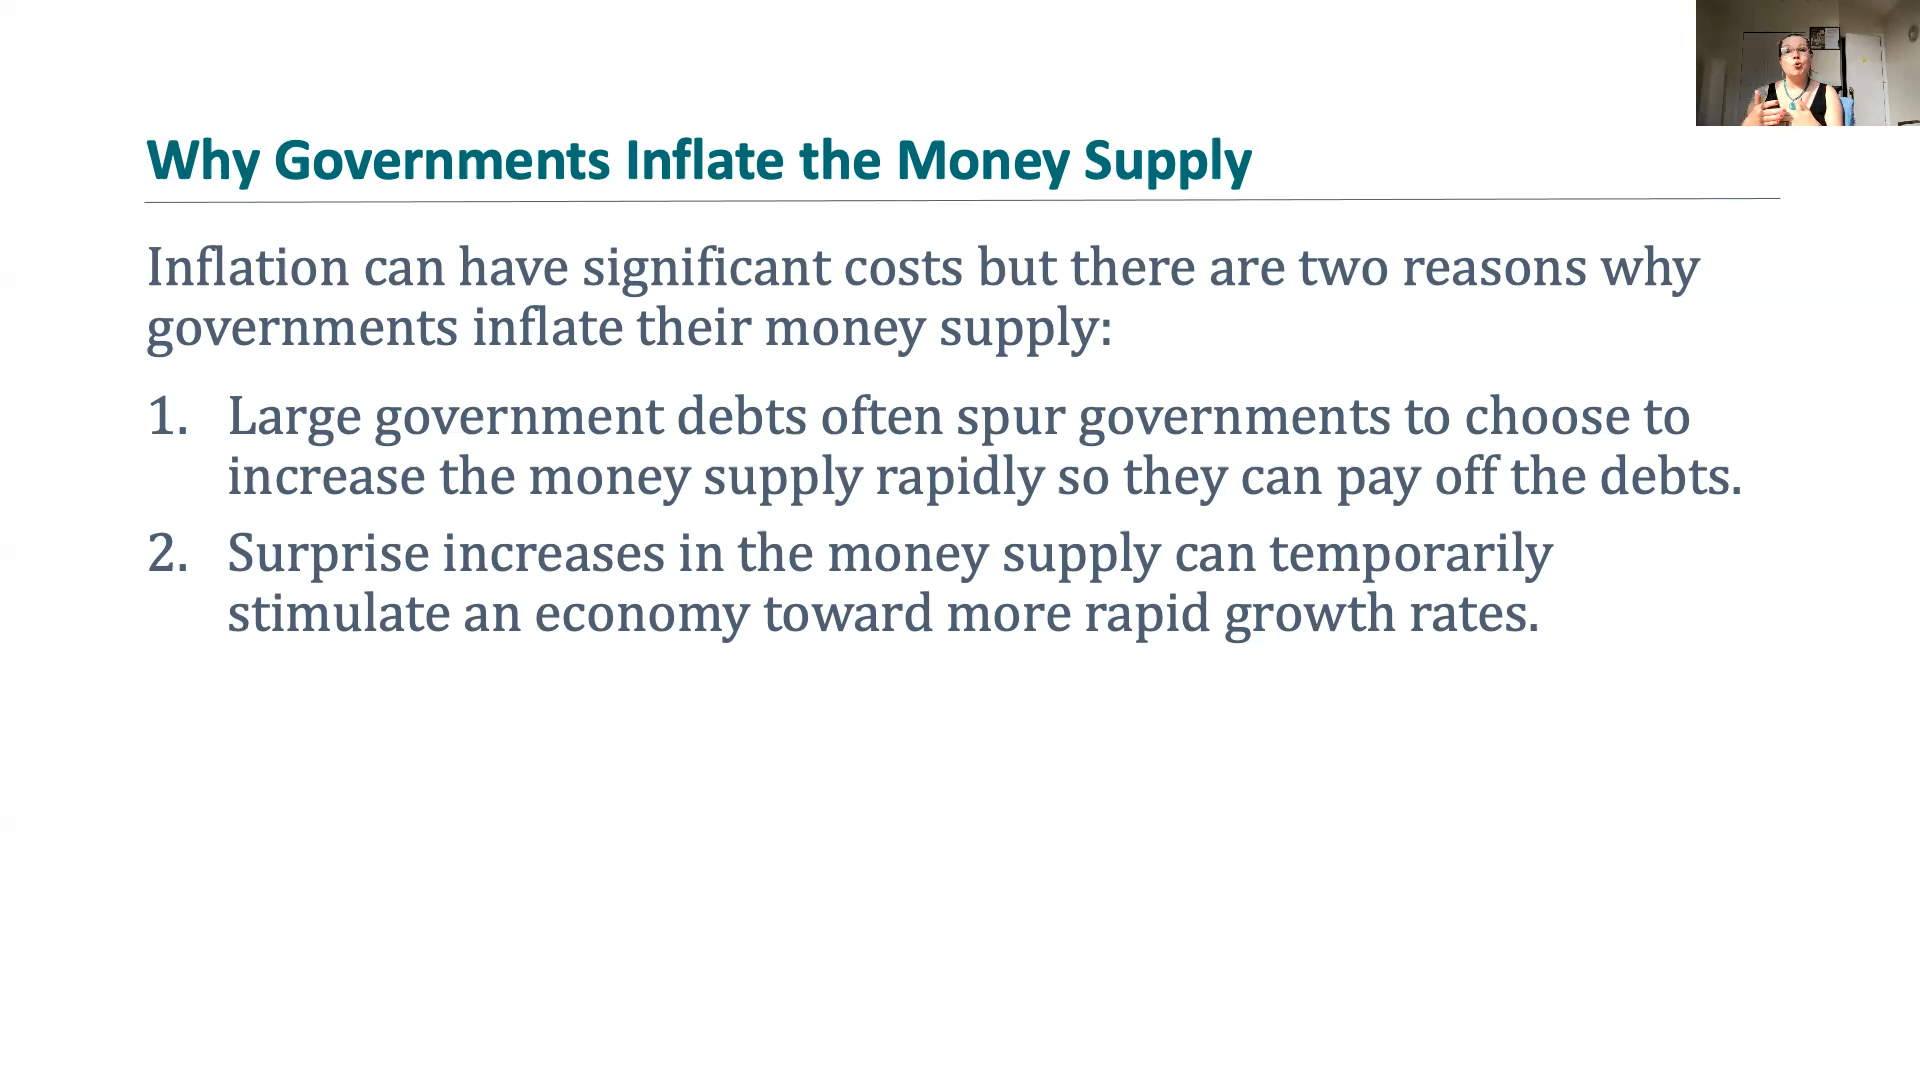 Why Governments Inflate the Money Supply
Inflation can have significant costs but there are two reasons why
governments inflate their money supply:
1. Large government debts often spur governments to choose to
increase the money supply rapidly so they can pay off the debts.
2. Surprise increases in the money supply can temporarily
stimulate an economy toward more rapid growth rates.